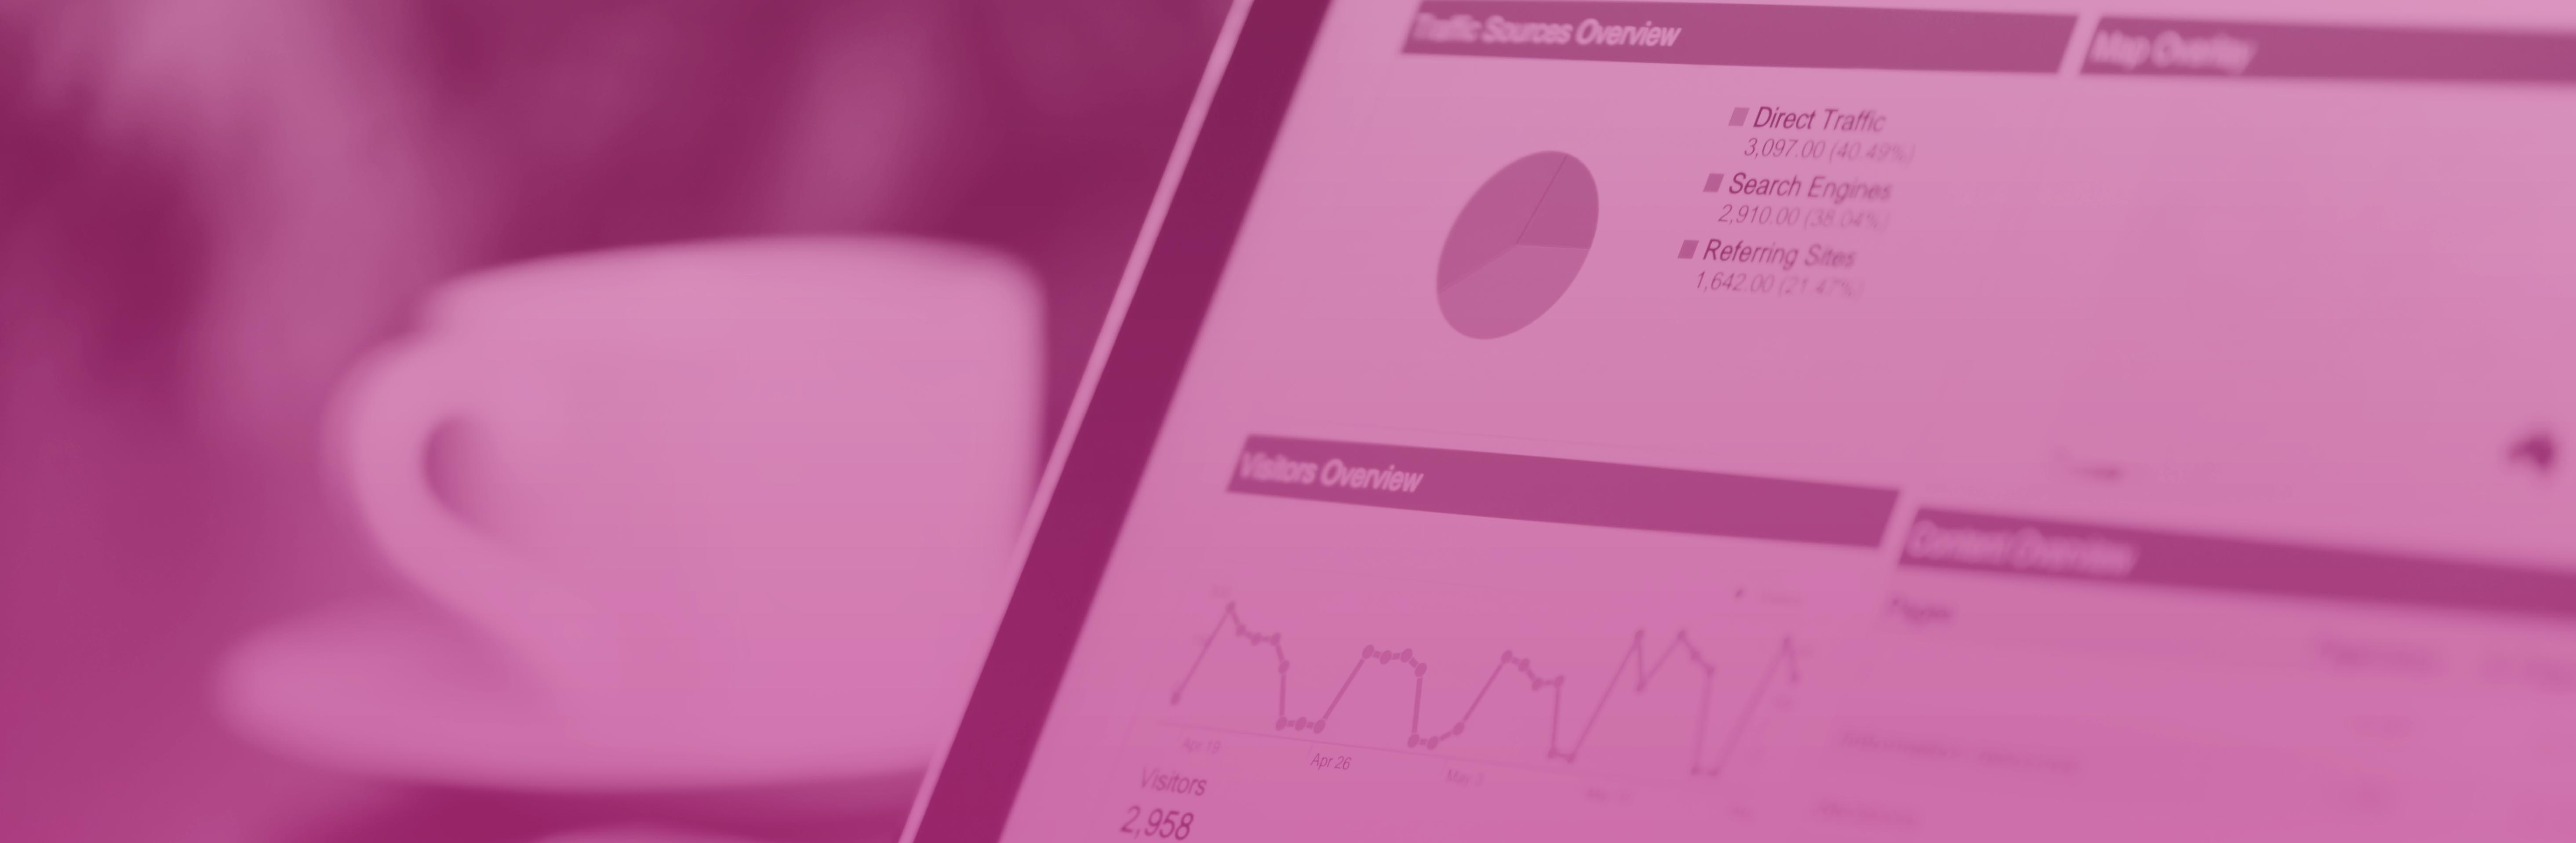 Traffic Sources Overview
Map Overlay
Direct Traffic
3,097.00 (40.49%)
Search Engines
2,910.00 (38.04%)
Referring Sites
1,642.00 (21.47%)
Visitors Overview
Content Overview
Pages
Apr 19
Apr 26
May 3
Visitors
2,958